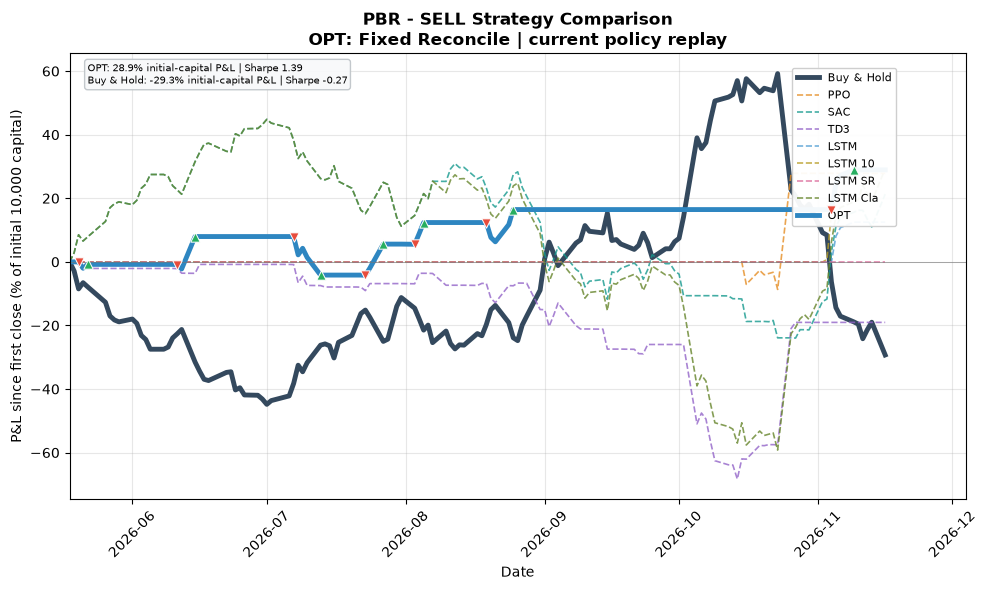 PBR - SELL Strategy Comparison
OPT: Fixed Reconcile | current policy replay
OPT: 28.9% initial-capital P&L | Sharpe 1.39
Buy & Hold: -29.3% initial-capital P&L | Sharpe -0.27
Buy & Hold
PPO
SAC
TD3
LSTM
LSTM 10
LSTM SR
LSTM Cla
OPT
P&L since first close (% of initial 10,000 capital)
60
40
20
0
−20
−40
−60
2026-06
2026-07
2026-08
2026-09
2026-10
2026-11
2026-12
Date